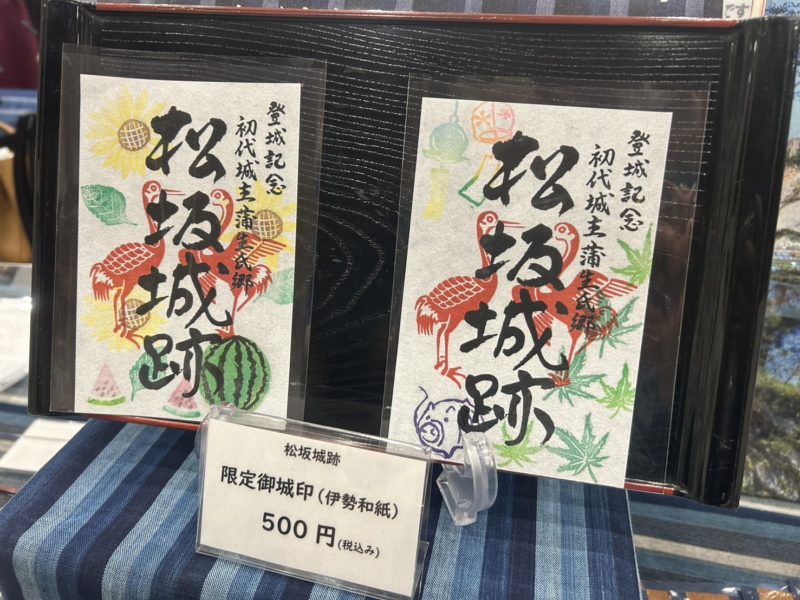 登城記念
初代城主蒲生氏郷
松坂城跡
登城記念
初代城主蒲生氏郷
松坂城跡
松坂城跡
限定御城印(伊勢和紙)
500円(税込み)
です